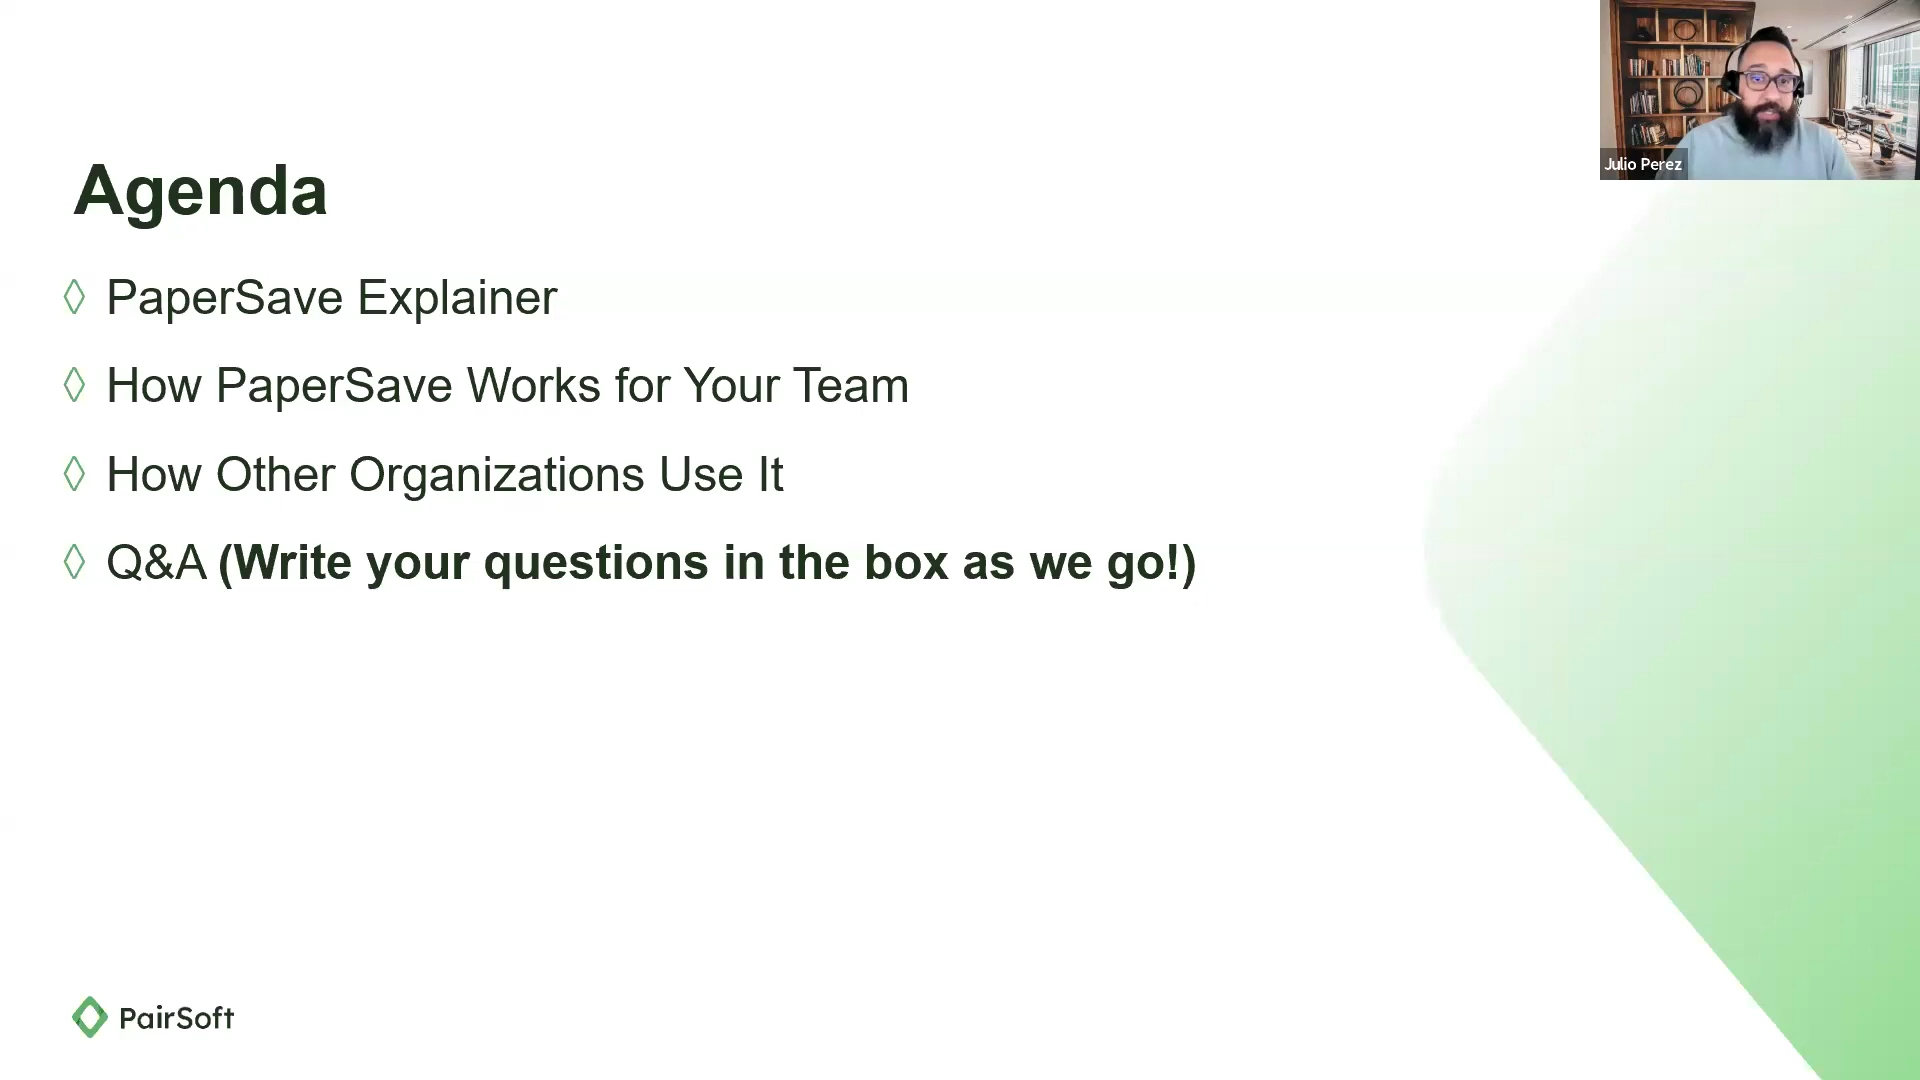 Julio Perez
Agenda
◊ PaperSave Explainer
◊ How PaperSave Works for Your Team
◊ How Other Organizations Use It
◊ Q&A (Write your questions in the box as we go!)
PairSoft